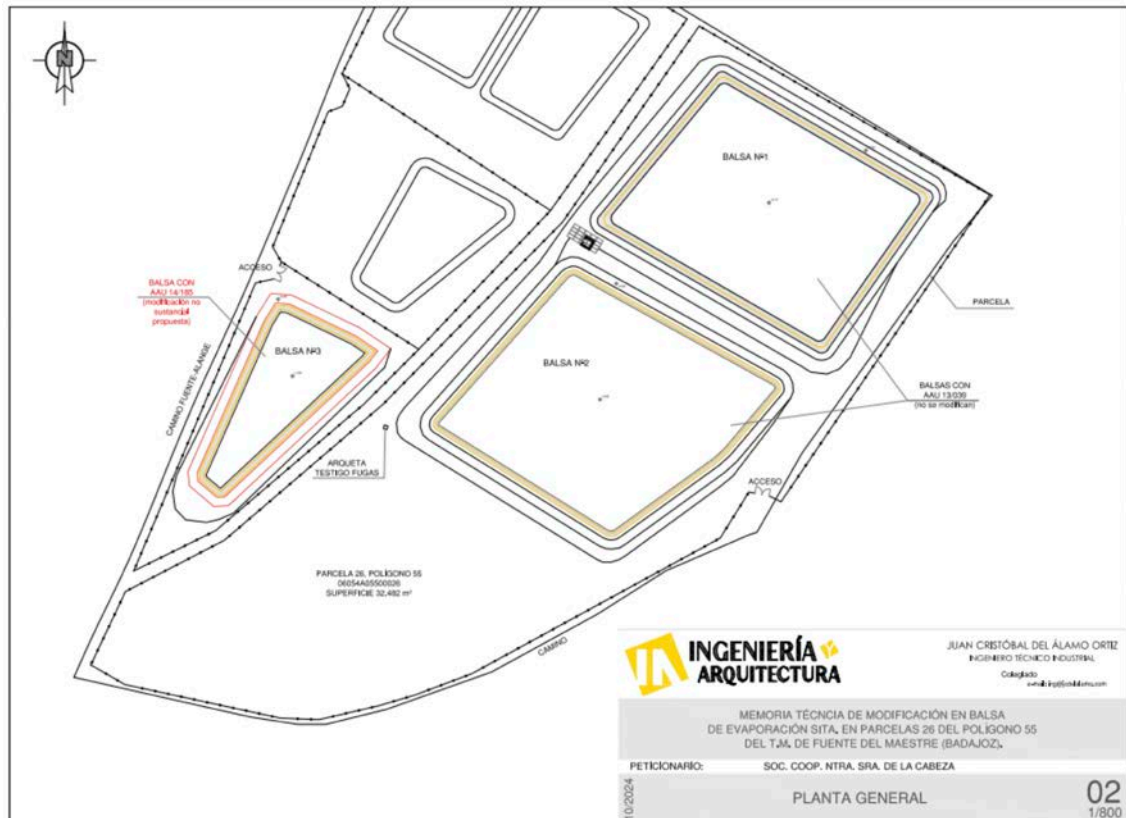 N
BALSA Nº1
ACCESO
BALSA CON
AAU 14/165
(modificación no
sustancial
propuesta)
BALSA Nº3
CAMINO FUENTE-ALANGE
BALSA Nº2
PARCELA
BALSAS CON
AAU 13/030
(no se modifican)
ARQUETA
TESTIGO FUGAS
ACCESO
PARCELA 26, POLÍGONO 55
06054A05500026
SUPERFICIE 32,482 m²
CAMINO
INGENIERÍA Y
ARQUITECTURA
JUAN CRISTÓBAL DEL ÁLAMO ORTIZ
INGENIERO TÉCNICO INDUSTRIAL
Colegiado
MEMORIA TÉCNCIA DE MODIFICACIÓN EN BALSA
DE EVAPORACIÓN SITA, EN PARCELAS 26 DEL POLÍGONO 55
DEL T.M. DE FUENTE DEL MAESTRE (BADAJOZ).
PETICIONARIO: SOC. COOP. NTRA. SRA. DE LA CABEZA
10/2024
PLANTA GENERAL
02
1/800